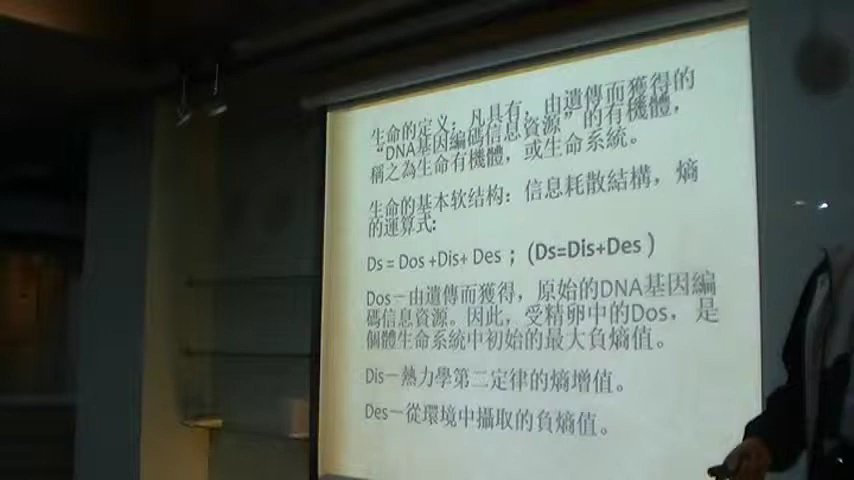 生命的定义：凡具有，由遺傳而獲得的
“DNA基因編碼信息資源”的有機體，
稱之為生命有機體，或生命系統。
生命的基本软结构：信息耗散結構，熵
的運算式:
Ds = Dos +Dis+ Des ；(Ds=Dis+Des )
Dos－由遺傳而獲得，原始的DNA基因編
碼信息資源。因此，受精卵中的Dos， 是
個體生命系統中初始的最大負熵值。
Dis－熱力學第二定律的熵增值。
Des－從環境中攝取的負熵值。